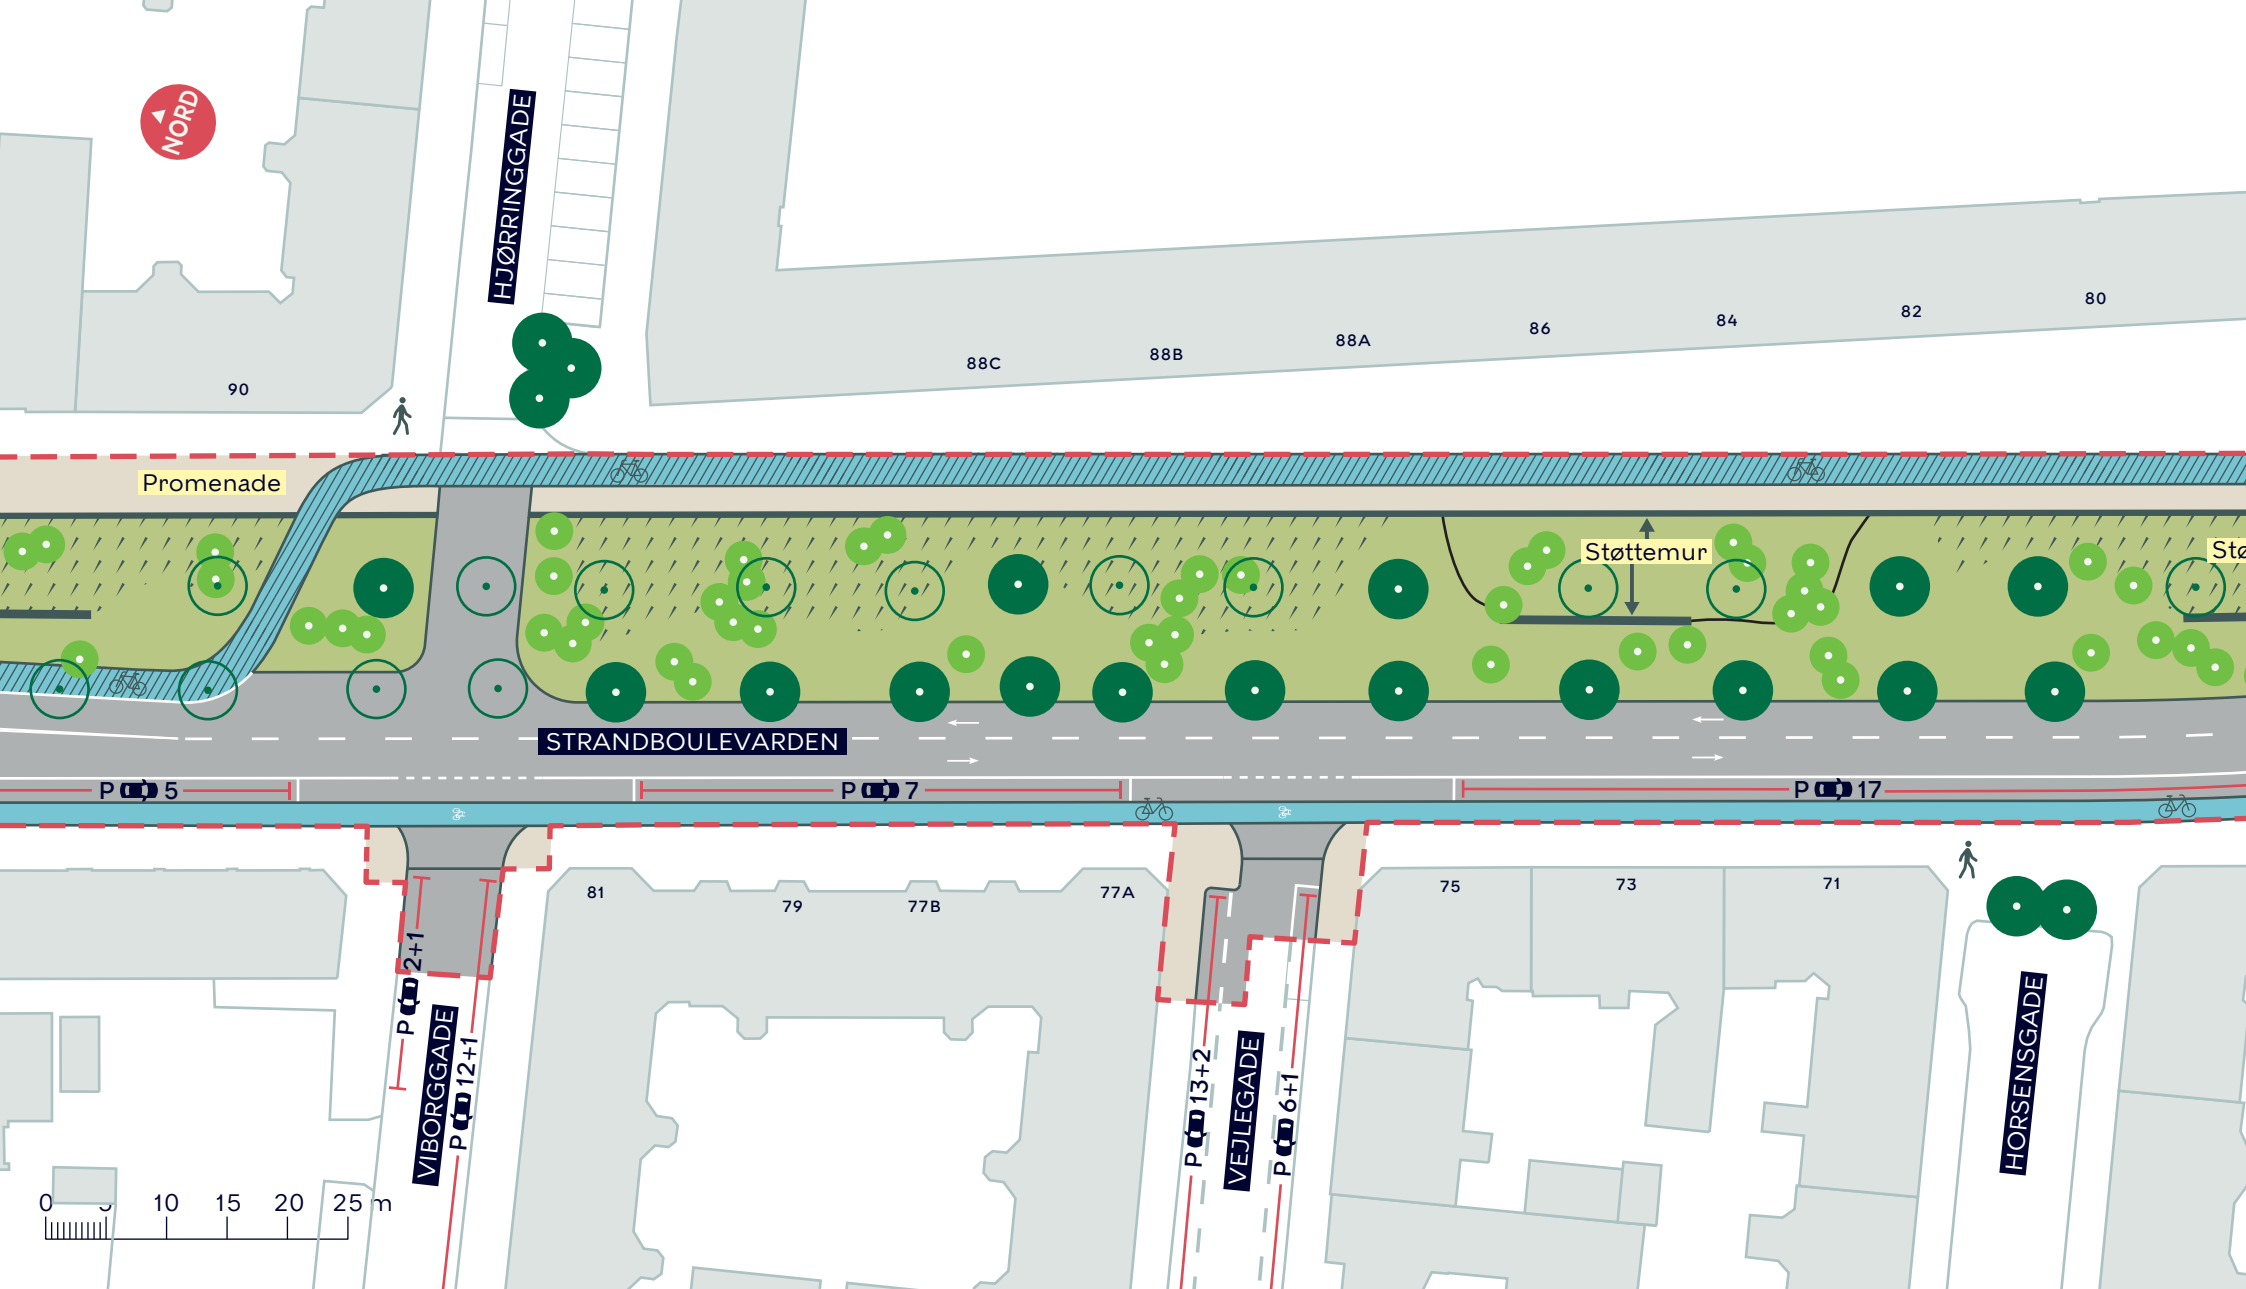 NORD
HJØRRINGGADE
80
82
84
86
88A
88B
88C
90
Promenade
Støttemur
Stø
STRANDBOULEVARDEN
P 5
P 7
P 17
81
79
77B
77A
75
73
71
P 2+1
VIBORGGADE
P 12+1
P 13+2
VEJLEGADE
P 6+1
HORSENSGADE
0 5 10 15 20 25 m